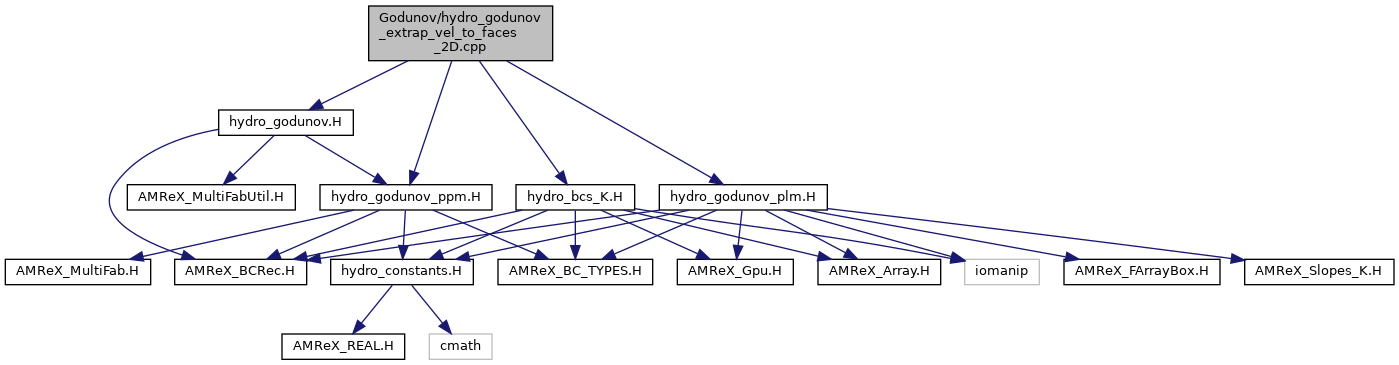 Godunov/hydro_godunov
_extrap_vel_to_faces
_2D.cpp
hydro_godunov.H
AMReX_MultiFabUtil.H
hydro_godunov_ppm.H
hydro_bcs_K.H
hydro_godunov_plm.H
AMReX_MultiFab.H
AMReX_BCRec.H
hydro_constants.H
AMReX_BC_TYPES.H
AMReX_Gpu.H
AMReX_Array.H
iomanip
AMReX_FArrayBox.H
AMReX_Slopes_K.H
AMReX_REAL.H
cmath